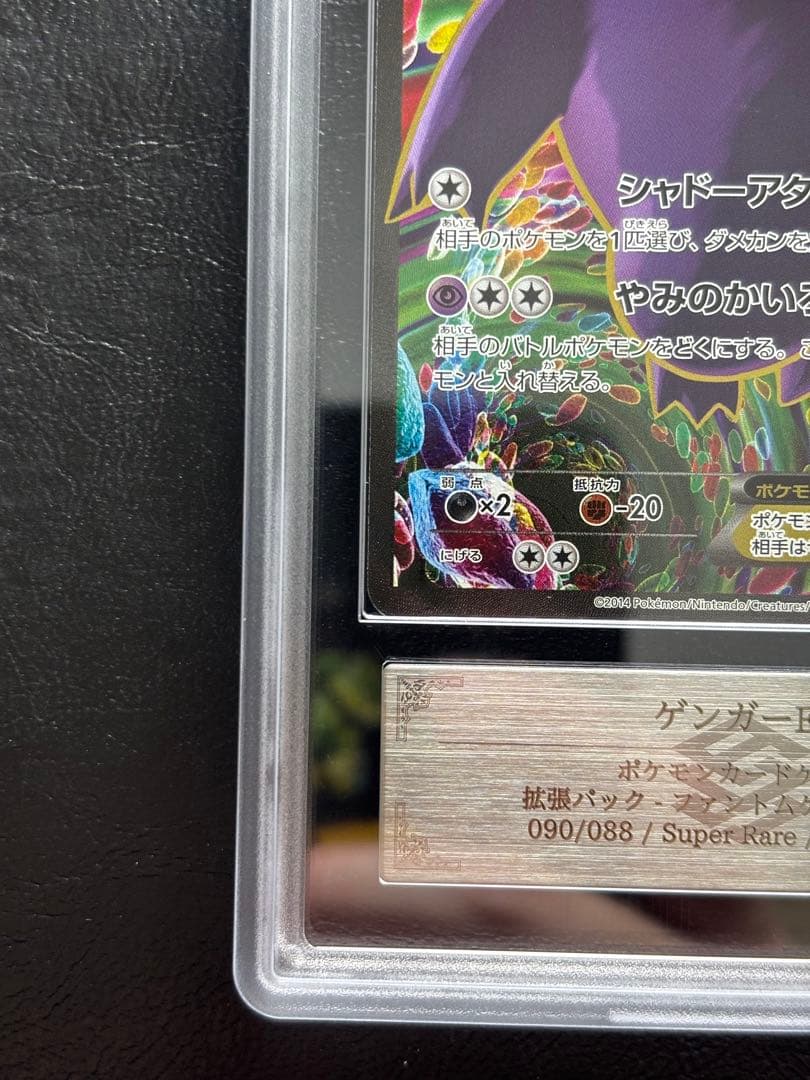 シャドーアタ
相手のポケモンを1匹選び、ダメカンを
やみのかいろ
相手のバトルポケモンをどくにする。
モンと入れ替える。
弱点
×2
抵抗力
-20
にげる
ポケモ
ポケモン
相手は
©2014 Pokémon/Nintendo/Creatures/
ゲンガーE
ポケモンカードゲ
拡張パック - ファントム
090/088 / Super Rare /